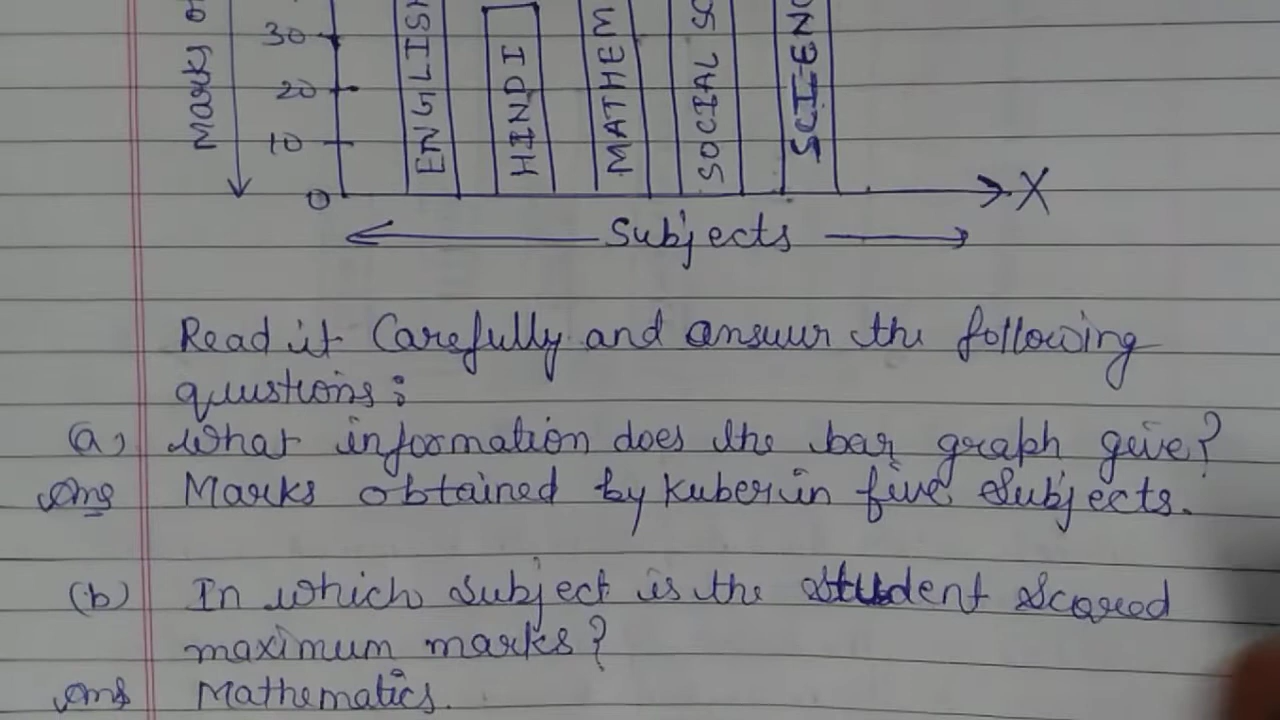 Marks o
30
20
10
0
ENGLISH
HINDI
MATHEM
SOCIAL SC
SCIENC
X
Subjects
Read it Carefully and answer the following
questions:
(a) What information does the bar graph give?
Ans Marks obtained by Kuber in five Subjects.
(b) In which subject is the student Scored
maximum marks?
Ans Mathematics.